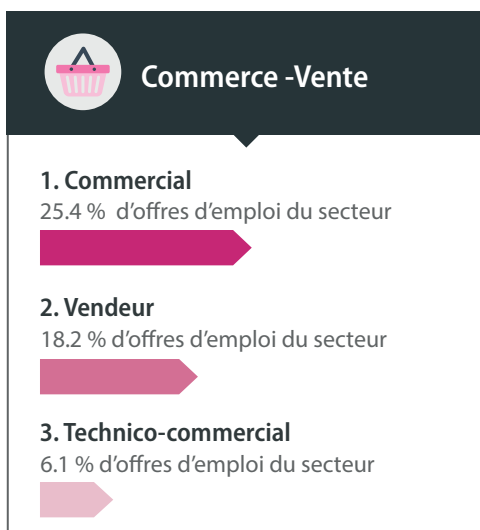 Commerce -Vente
1. Commercial
25.4 % d’offres d’emploi du secteur
2. Vendeur
18.2 % d’offres d’emploi du secteur
3. Technico-commercial
6.1 % d’offres d’emploi du secteur